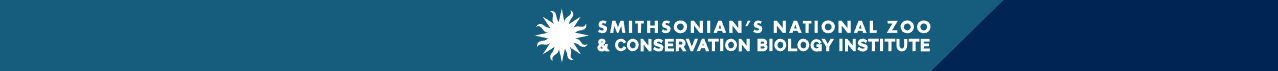 SMITHSONIAN'S NATIONAL ZOO
& CONSERVATION BIOLOGY INSTITUTE